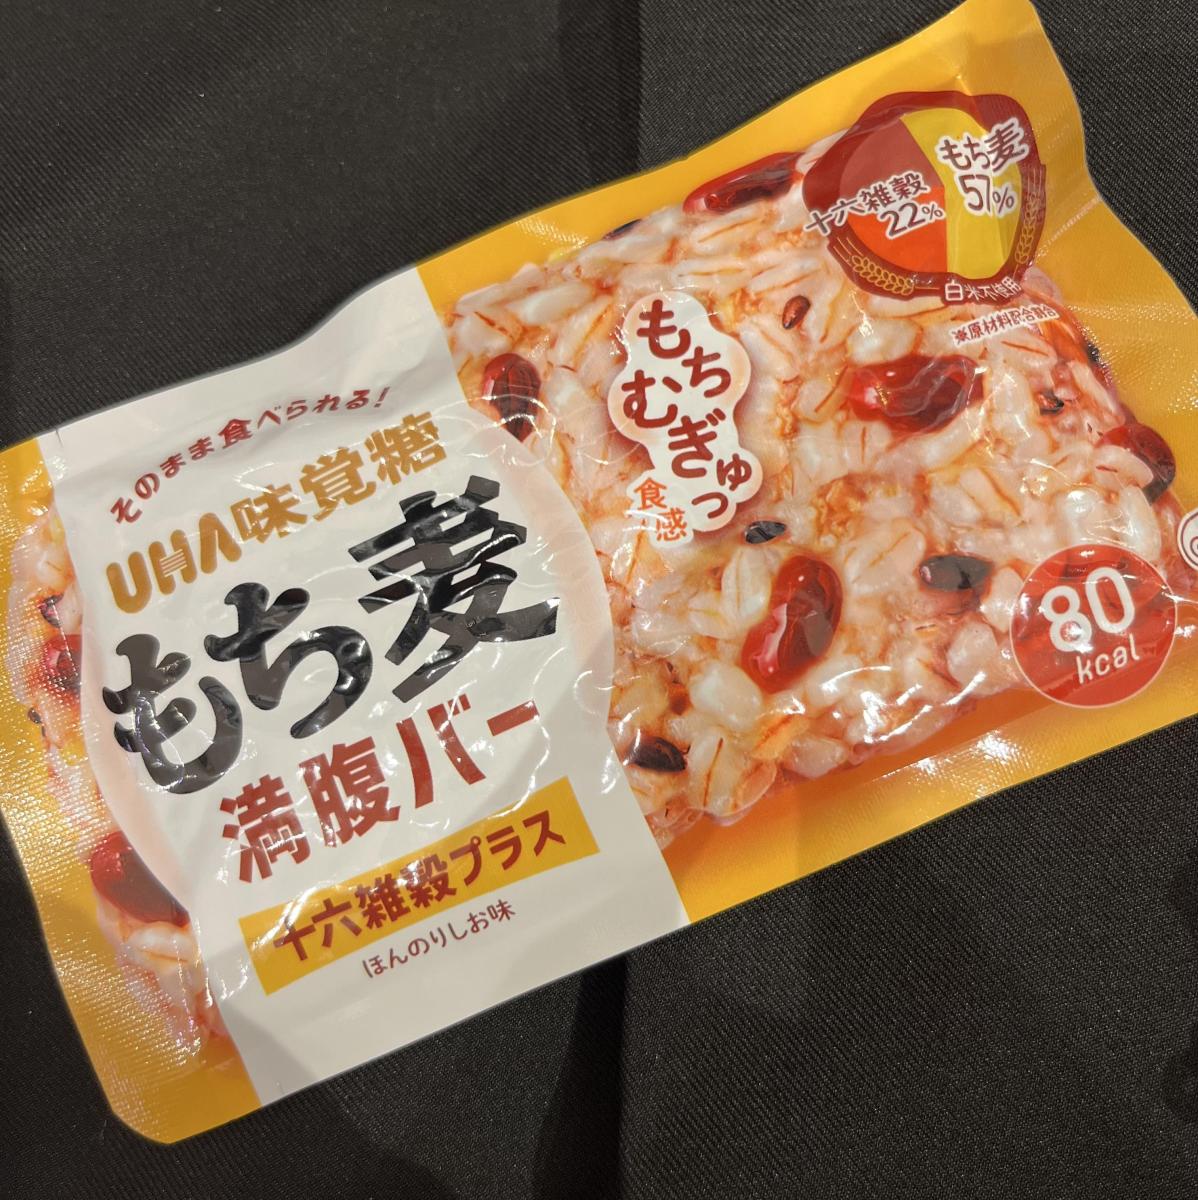 そのまま食べられる!
UHA味覚糖
もち麦
満腹バー
十六雑穀プラス
ほんのりしお味
もち
むぎゅっ
食感
もち麦
57%
十六雑穀
22%
白米不使用
※原材料配合割合
80
kcal